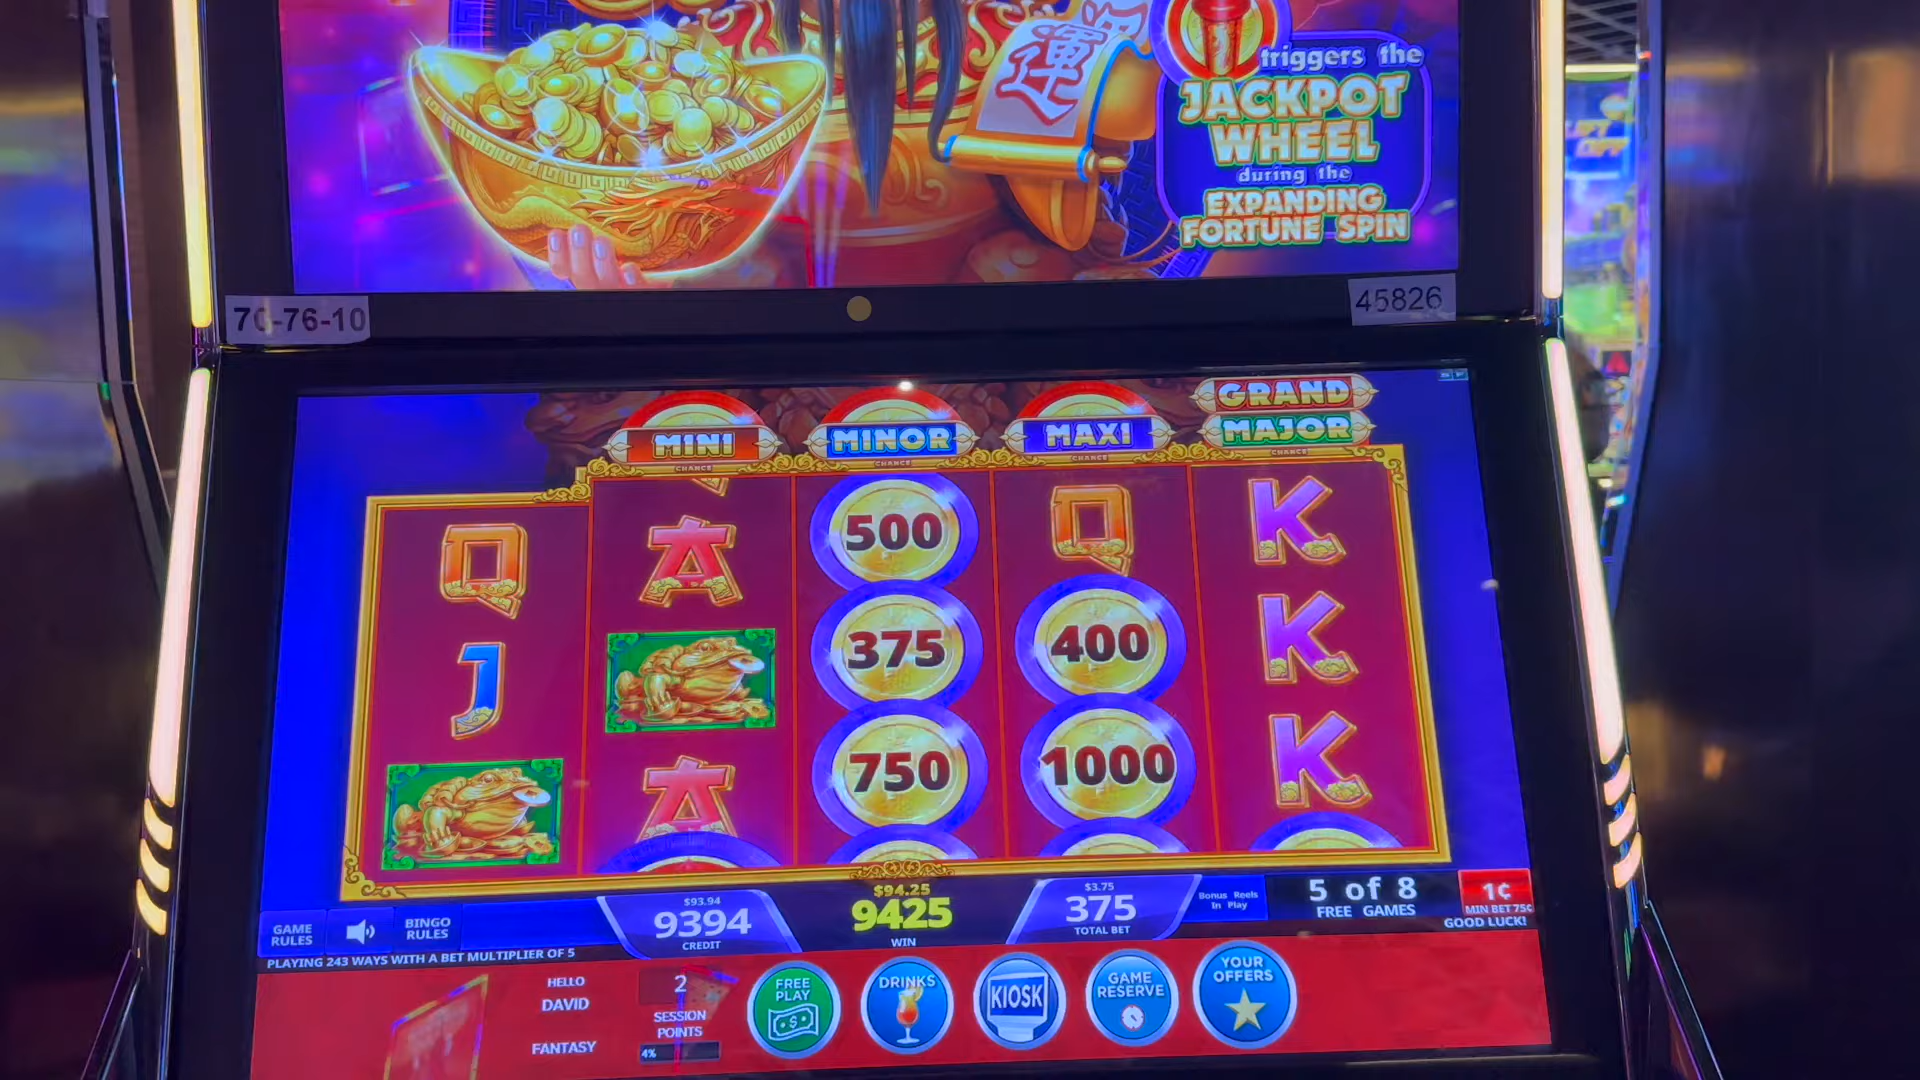 運
triggers the
JACKPOT
WHEEL
during the
EXPANDING
FORTUNE SPIN
-76-10
45826
MINI
CHANCE
MINOR
CHANCE
MAXI
CHANCE
GRAND
MAJOR
CHANCE
Q
A
500
Q
K
J
375
400
K
A
750
1000
K
GAME
RULES
BINGO
RULES
$93.94
9394
CREDIT
$94.25
9425
WIN
$3.75
375
TOTAL BET
Bonus Reels
In Play
5 of 8
FREE GAMES
1¢
MIN BET 75¢
GOOD LUCK!
PLAYING 243 WAYS WITH A BET MULTIPLIER OF 5
HELLO
DAVID
FANTASY
2
SESSION
POINTS
4%
FREE
PLAY
$
DRINKS
KIOSK
GAME
RESERVE
YOUR
OFFERS